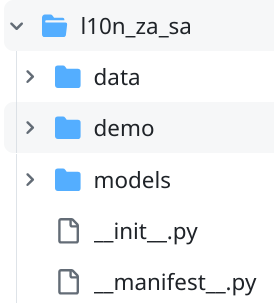 l10n_za_sa
data
demo
models
__init__.py
__manifest__.py